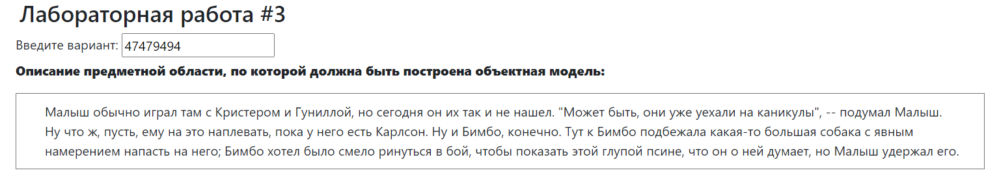 Лабораторная работа #3
Введите вариант: 47479494
Описание предметной области, по которой должна быть построена объектная модель:
Малыш обычно играл там с Кристером и Гуниллой, но сегодня он их так и не нашел. "Может быть, они уже уехали на каникулы", -- подумал Малыш.
Ну что ж, пусть, ему на это наплевать, пока у него есть Карлсон. Ну и Бимбо, конечно. Тут к Бимбо подбежала какая-то большая собака с явным
намерением напасть на него; Бимбо хотел было смело ринуться в бой, чтобы показать этой глупой псине, что он о ней думает, но Малыш удержал его.